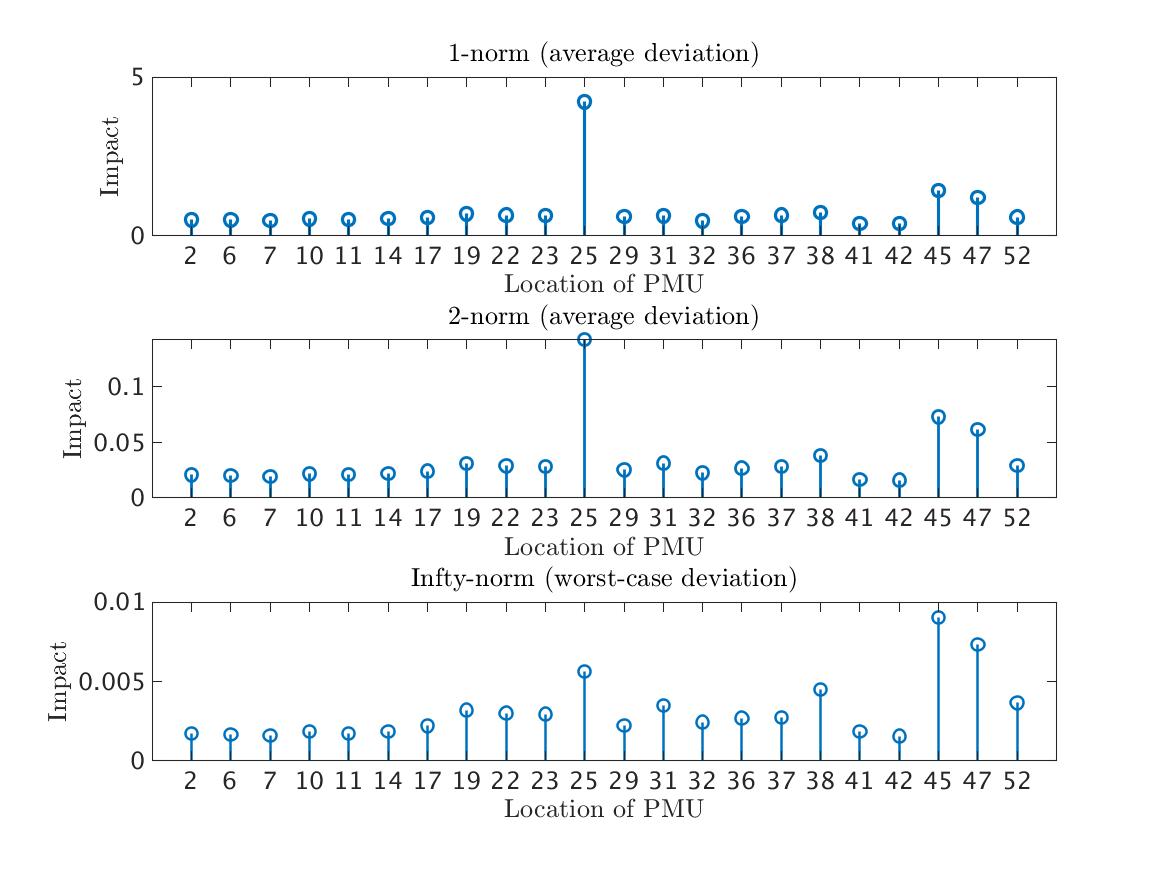 1-norm (average deviation)
5
Impact
0
2 6 7 10 11 14 17 19 22 23 25 29 31 32 36 37 38 41 42 45 47 52
Location of PMU
2-norm (average deviation)
0.1
Impact
0.05
0
2 6 7 10 11 14 17 19 22 23 25 29 31 32 36 37 38 41 42 45 47 52
Location of PMU
Infty-norm (worst-case deviation)
0.01
Impact
0.005
0
2 6 7 10 11 14 17 19 22 23 25 29 31 32 36 37 38 41 42 45 47 52
Location of PMU